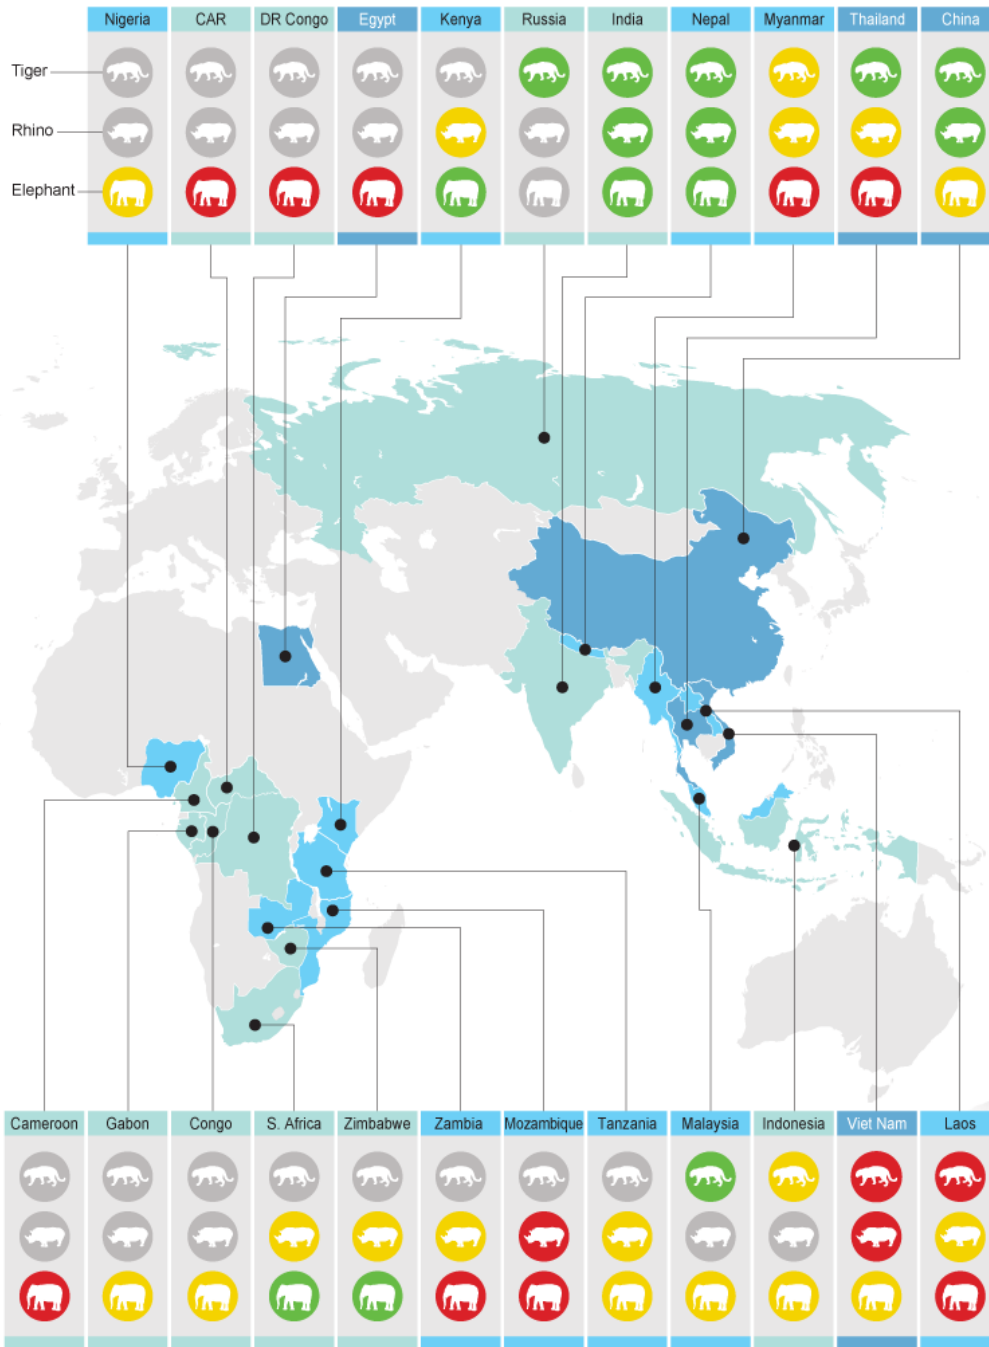 Nigeria CAR DR Congo Egypt Kenya Russia India Nepal Myanmar Thailand China
Tiger
Rhino
Elephant
Cameroon Gabon Congo S. Africa Zimbabwe Zambia Mozambique Tanzania Malaysia Indonesia Viet Nam Laos